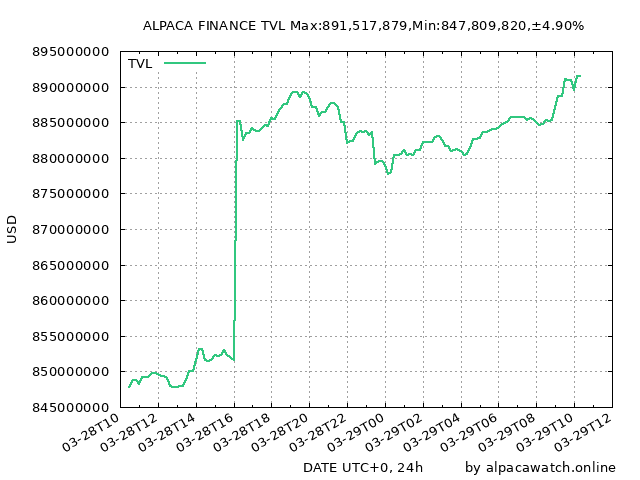 ALPACA FINANCE TVL Max:891,517,879,Min:847,809,820,±4.90%
TVL
895000000
890000000
885000000
880000000
875000000
870000000
865000000
860000000
855000000
850000000
845000000
USD
03-28T10
03-28T12
03-28T14
03-28T16
03-28T18
03-28T20
03-28T22
03-29T00
03-29T02
03-29T04
03-29T06
03-29T08
03-29T10
03-29T12
DATE UTC+0, 24h
by alpacawatch.online